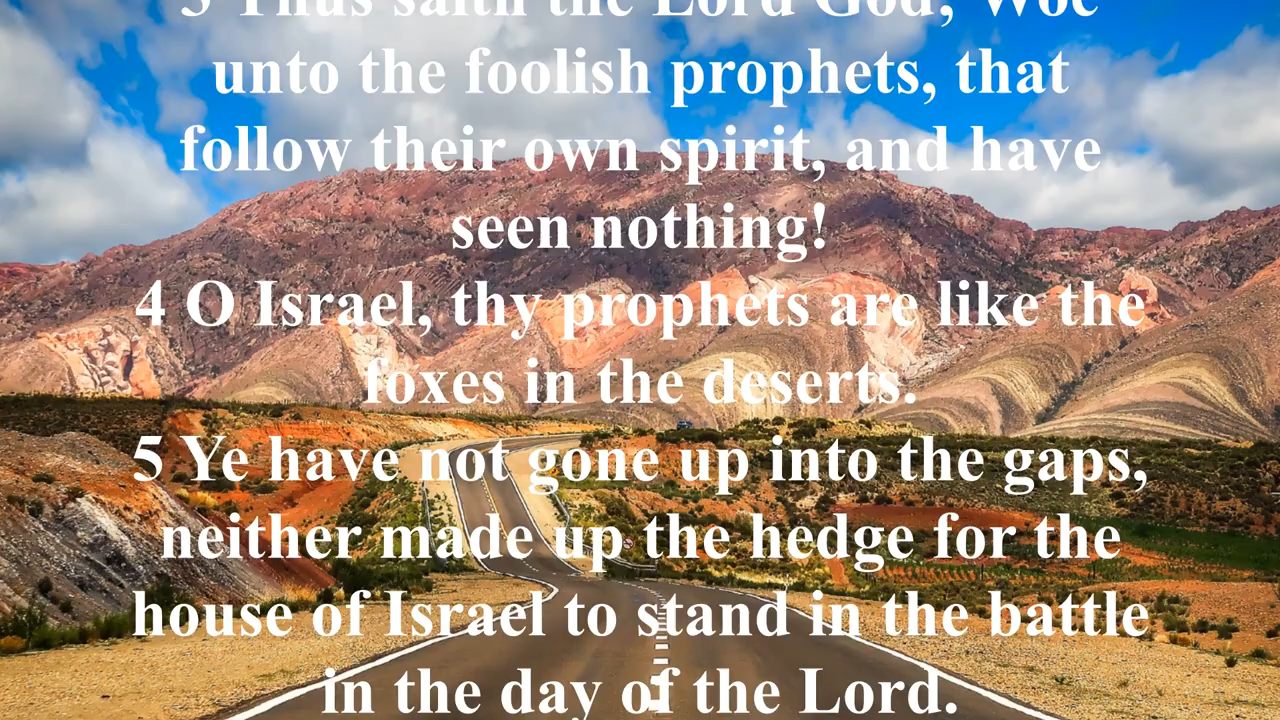 3 Thus saith the Lord God; Woe
unto the foolish prophets, that
follow their own spirit, and have
seen nothing!
4 O Israel, thy prophets are like the
foxes in the deserts.
5 Ye have not gone up into the gaps,
neither made up the hedge for the
house of Israel to stand in the battle
in the day of the Lord.